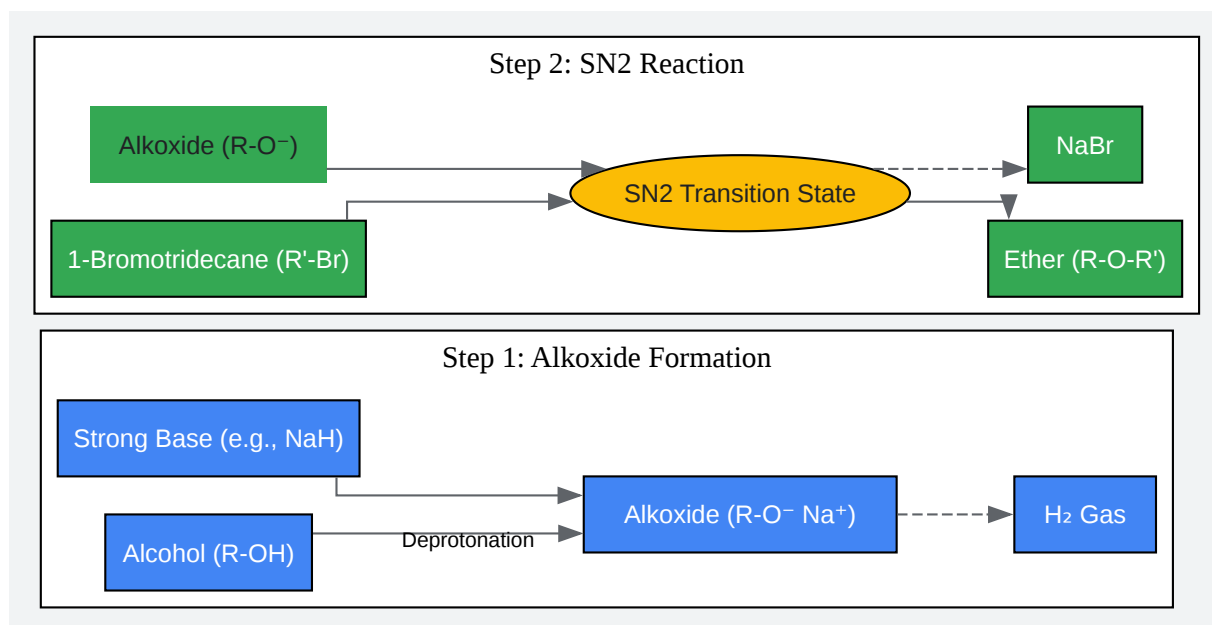 Step 2: SN2 Reaction
Alkoxide (R-O⁻)
NaBr
SN2 Transition State
1-Bromotridecane (R'-Br)
Ether (R-O-R')
Step 1: Alkoxide Formation
Strong Base (e.g., NaH)
Alkoxide (R-O⁻ Na⁺)
H₂ Gas
Deprotonation
Alcohol (R-OH)